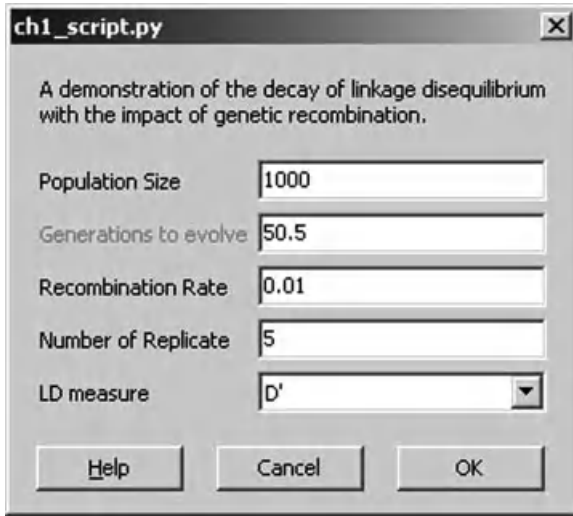 ch1_script.py
A demonstration of the decay of linkage disequilibrium
with the impact of genetic recombination.
Population Size 1000
Generations to evolve 50.5
Recombination Rate 0.01
Number of Replicate 5
LD measure D'
Help Cancel OK